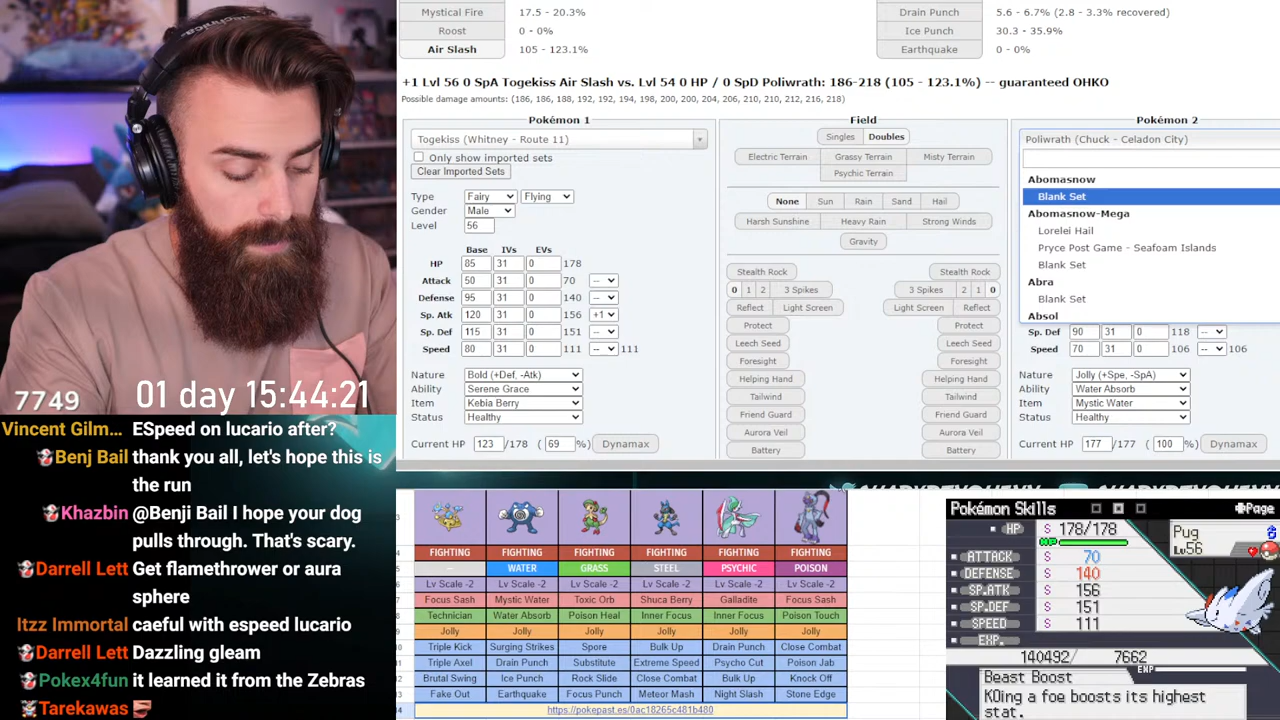 Mystical Fire 17.5 - 20.3%
Roost 0 - 0%
Air Slash 105 - 123.1%
Drain Punch 5.6 - 6.7% (2.8 - 3.3% recovered)
Ice Punch 30.3 - 35.9%
Earthquake 0 - 0%
+1 Lvl 56 0 SpA Togekiss Air Slash vs. Lvl 54 0 HP / 0 SpD Poliwrath: 186-218 (105 - 123.1%) -- guaranteed OHKO
Possible damage amounts: (186, 186, 188, 192, 192, 194, 198, 200, 200, 204, 206, 210, 210, 212, 216, 218)
Pokémon 1
Togekiss (Whitney - Route 11)
Only show imported sets
Clear Imported Sets
Type Fairy Flying
Gender Male
Level 56
Base IVs EVs
HP 85 31 0 178
Attack 50 31 0 70 --
Defense 95 31 0 140 --
Sp. Atk 120 31 0 156 +1
Sp. Def 115 31 0 151 --
Speed 80 31 0 111 -- 111
Nature Bold (+Def, -Atk)
Ability Serene Grace
Item Kebia Berry
Status Healthy
Current HP 123 /178 ( 69 %) Dynamax
Field
Singles Doubles
Electric Terrain Grassy Terrain Misty Terrain
Psychic Terrain
None Sun Rain Sand Hail
Harsh Sunshine Heavy Rain Strong Winds
Gravity
Stealth Rock Stealth Rock
0 1 2 3 Spikes 3 Spikes 2 1 0
Reflect Light Screen Light Screen Reflect
Protect Protect
Leech Seed Leech Seed
Foresight Foresight
Helping Hand Helping Hand
Tailwind Tailwind
Friend Guard Friend Guard
Aurora Veil Aurora Veil
Battery Battery
Pokémon 2
Poliwrath (Chuck - Celadon City)
Abomasnow
Blank Set
Abomasnow-Mega
Lorelei Hail
Pryce Post Game - Seafoam Islands
Blank Set
Abra
Blank Set
Absol
Sp. Def 90 31 0 118 --
Speed 70 31 0 106 -- 106
Nature Jolly (+Spe, -SpA)
Ability Water Absorb
Item Mystic Water
Status Healthy
Current HP 177 /177 ( 100 %) Dynamax
7749
01 day 15:44:21
Vincent Gilm... ESpeed on lucario after?
Benj Bail thank you all, let's hope this is
the run
Khazbin @Benji Bail I hope your dog
pulls through. That's scary.
Darrell Lett Get flamethrower or aura
sphere
Itzz Immortal caeful with espeed lucario
Darrell Lett Dazzling gleam
Pokex4fun it learned it from the Zebras
Tarekawas
FIGHTING FIGHTING FIGHTING FIGHTING FIGHTING FIGHTING
-- WATER GRASS STEEL PSYCHIC POISON
Lv Scale -2 Lv Scale -2 Lv Scale -2 Lv Scale -2 Lv Scale -2 Lv Scale -2
Focus Sash Mystic Water Toxic Orb Shuca Berry Galladite Focus Sash
Technician Water Absorb Poison Heal Inner Focus Inner Focus Poison Touch
Jolly Jolly Jolly Jolly Jolly Jolly
Triple Kick Surging Strikes Spore Bulk Up Drain Punch Close Combat
Triple Axel Drain Punch Substitute Extreme Speed Psycho Cut Poison Jab
Brutal Swing Ice Punch Rock Slide Close Combat Bulk Up Knock Off
Fake Out Earthquake Focus Punch Meteor Mash Night Slash Stone Edge
https://pokepast.es/0ac18265c481b480
Pokémon Skills Page
HP 178/178
HP
ATTACK 70
DEFENSE 140
SP.ATK 156
SP.DEF 151
SPEED 111
EXP.
140492/ 7662
Pug
Lv56
Beast Boost
KOing a foe boosts its highest
stat.